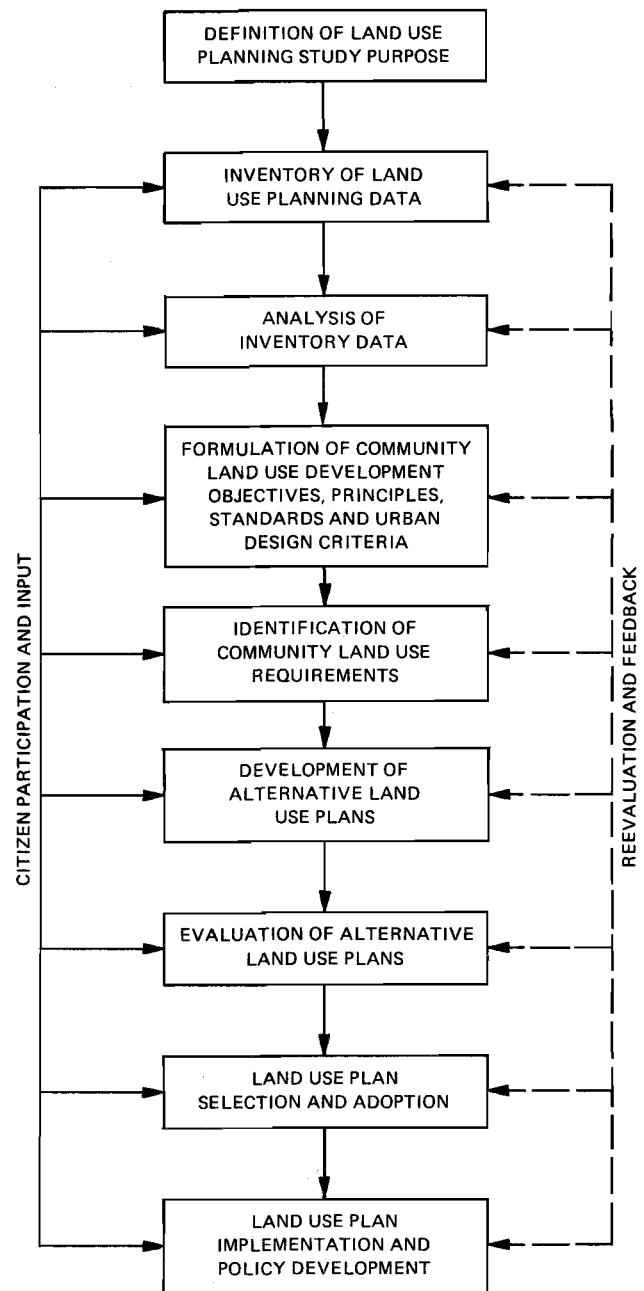 DEFINITION OF LAND USE
PLANNING STUDY PURPOSE
INVENTORY OF LAND
USE PLANNING DATA
ANALYSIS OF
INVENTORY DATA
FORMULATION OF COMMUNITY
LAND USE DEVELOPMENT
OBJECTIVES, PRINCIPLES,
STANDARDS AND URBAN
DESIGN CRITERIA
IDENTIFICATION OF
COMMUNITY LAND USE
REQUIREMENTS
DEVELOPMENT OF
ALTERNATIVE LAND
USE PLANS
EVALUATION OF ALTERNATIVE
LAND USE PLANS
LAND USE PLAN
SELECTION AND ADOPTION
LAND USE PLAN
IMPLEMENTATION AND
POLICY DEVELOPMENT
CITIZEN PARTICIPATION AND INPUT
REEVALUATION AND FEEDBACK